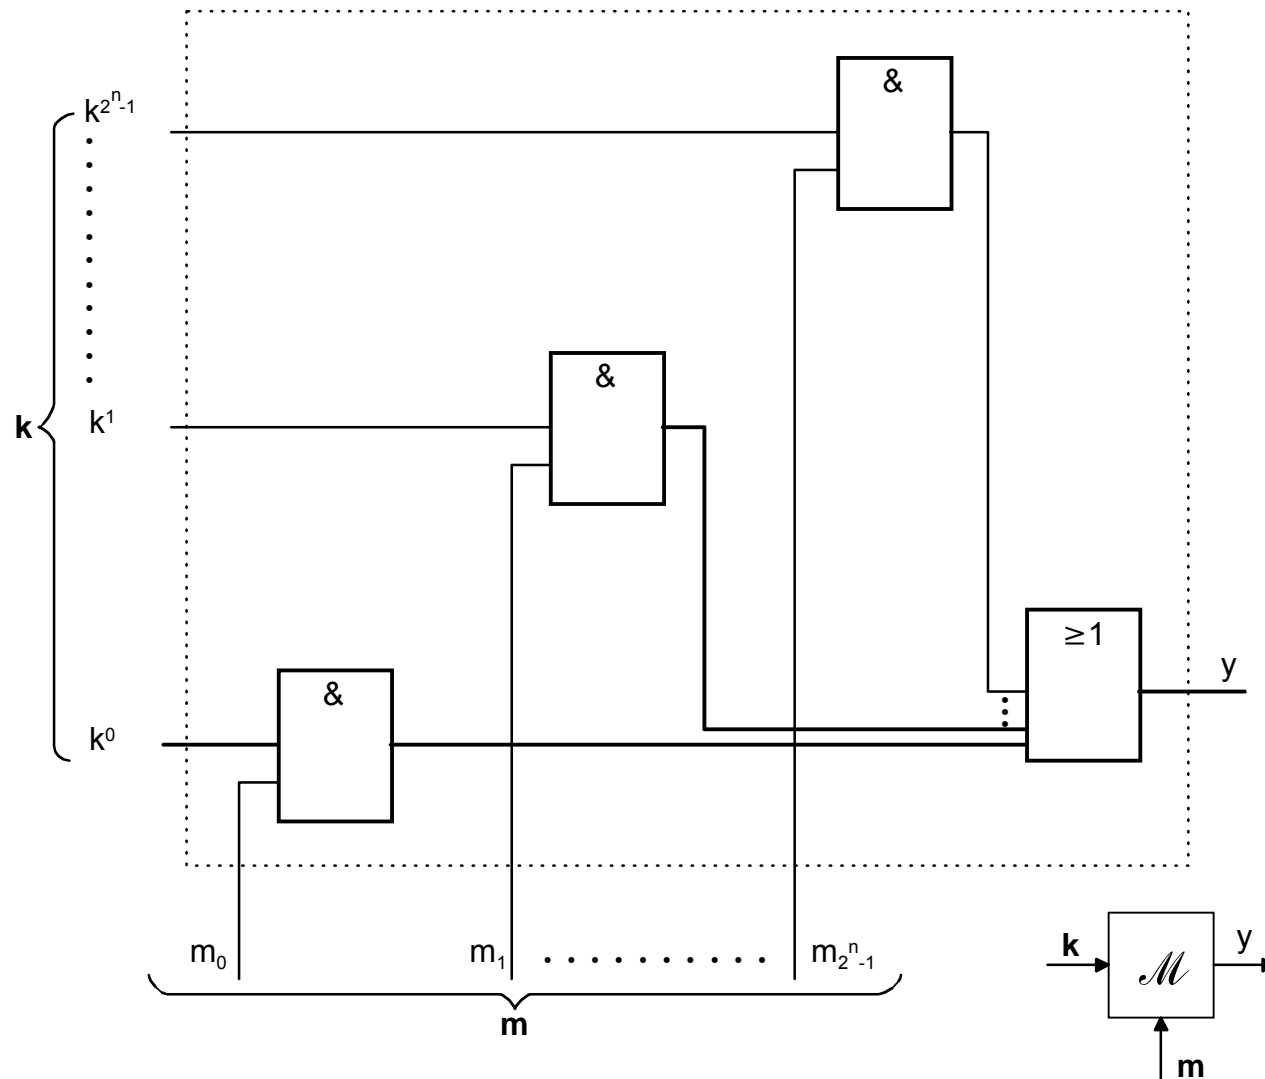 &
k²ⁿ⁻¹
&
k¹
k
≥1
y
&
k⁰
m₀ m₁ . . . . . . . . . . m₂ⁿ₋₁
m
k ℳ y
m